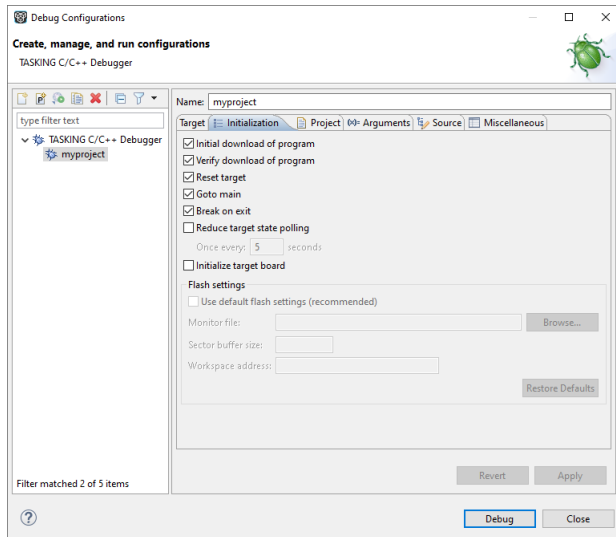 Debug Configurations
Create, manage, and run configurations
TASKING C/C++ Debugger
type filter text
TASKING C/C++ Debugger
myproject
Filter matched 2 of 5 items
Name: myproject
Target Initialization Project (x)= Arguments Source Miscellaneous
Initial download of program
Verify download of program
Reset target
Goto main
Break on exit
Reduce target state polling
Once every: 5 seconds
Initialize target board
Flash settings
Use default flash settings (recommended)
Monitor file: Browse...
Sector buffer size:
Workspace address:
Restore Defaults
Revert Apply
Debug Close